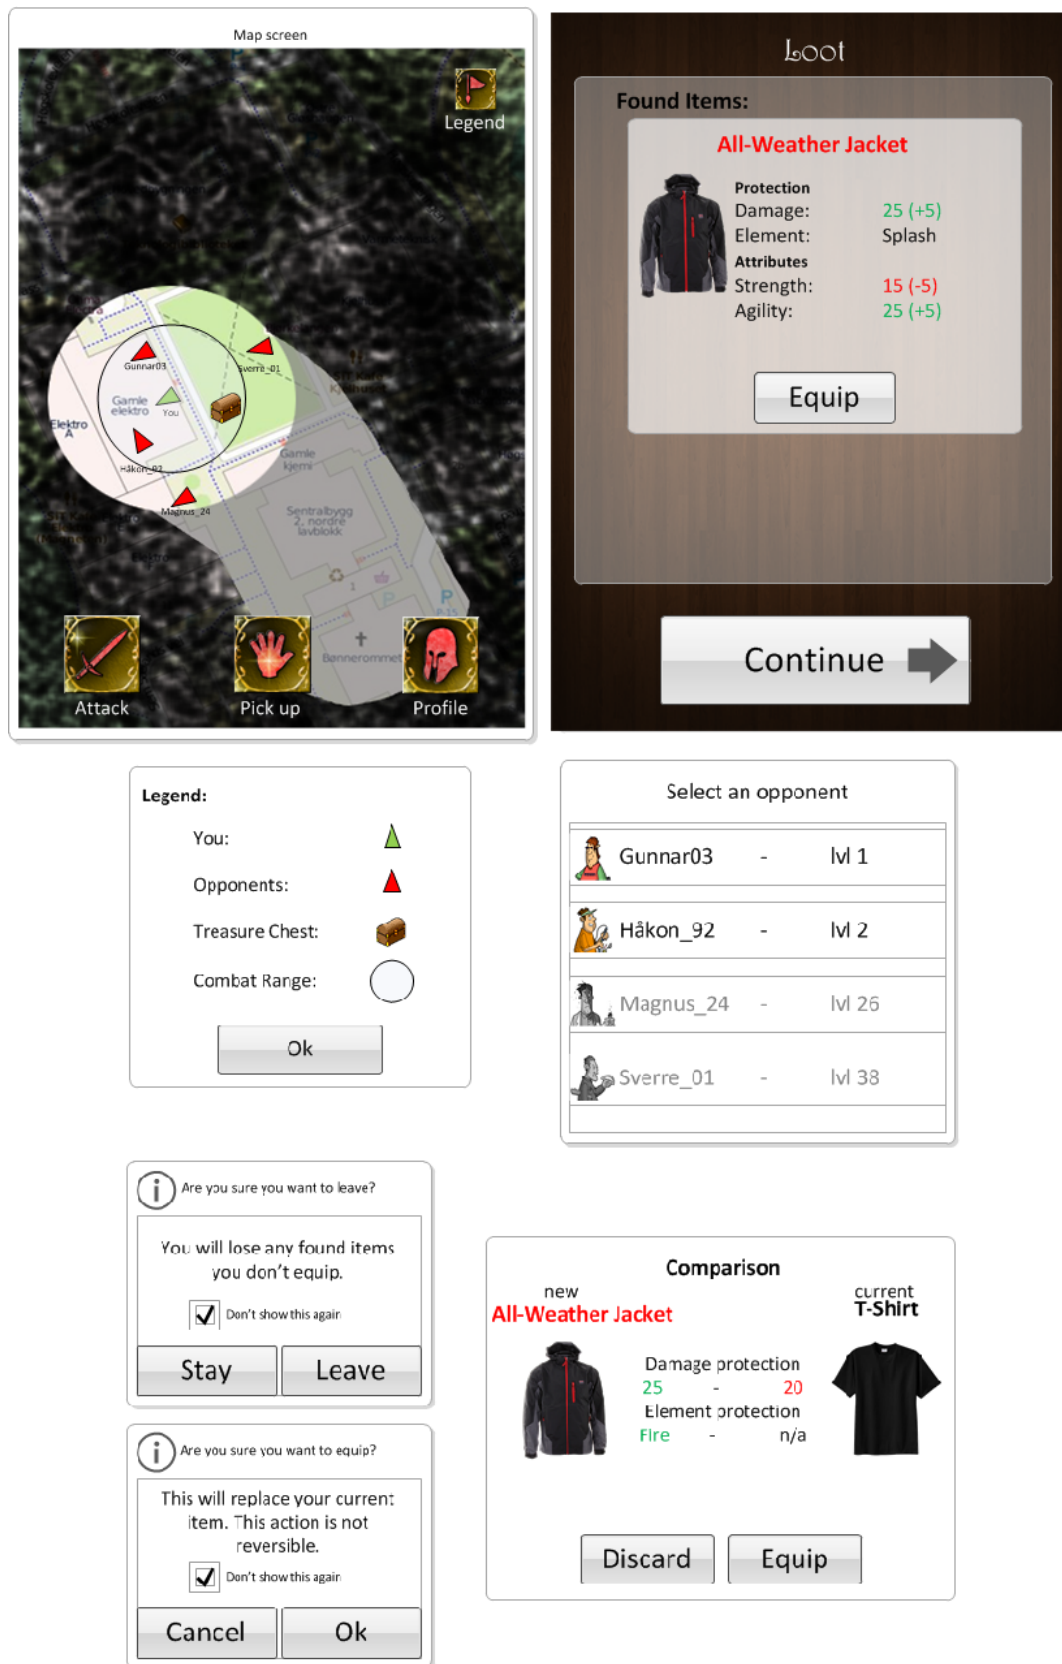 Map screen
Legend
Gunnar03
Sverre_01
Gamle
elektro
You
Elektro
A
Håkon_92
Magnus_24
Gamle
kjemi
Sentralbygg
2, nordre
lavblokk
1
P
P
P-15
Elektro
Bønnerommet
Attack
Pick up
Profile
Loot
Found Items:
All-Weather Jacket
Protection
Damage: 25 (+5)
Element: Splash
Attributes
Strength: 15 (-5)
Agility: 25 (+5)
Equip
Continue
Legend:
You:
Opponents:
Treasure Chest:
Combat Range:
Ok
Select an opponent
Gunnar03 - lvl 1
Håkon_92 - lvl 2
Magnus_24 - lvl 26
Sverre_01 - lvl 38
Are you sure you want to leave?
You will lose any found items
you don't equip.
Don't show this again
Stay Leave
Are you sure you want to equip?
This will replace your current
item. This action is not
reversible.
Don't show this again
Cancel Ok
Comparison
new current
All-Weather Jacket T-Shirt
Damage protection
25 - 20
Element protection
FIre - n/a
Discard Equip